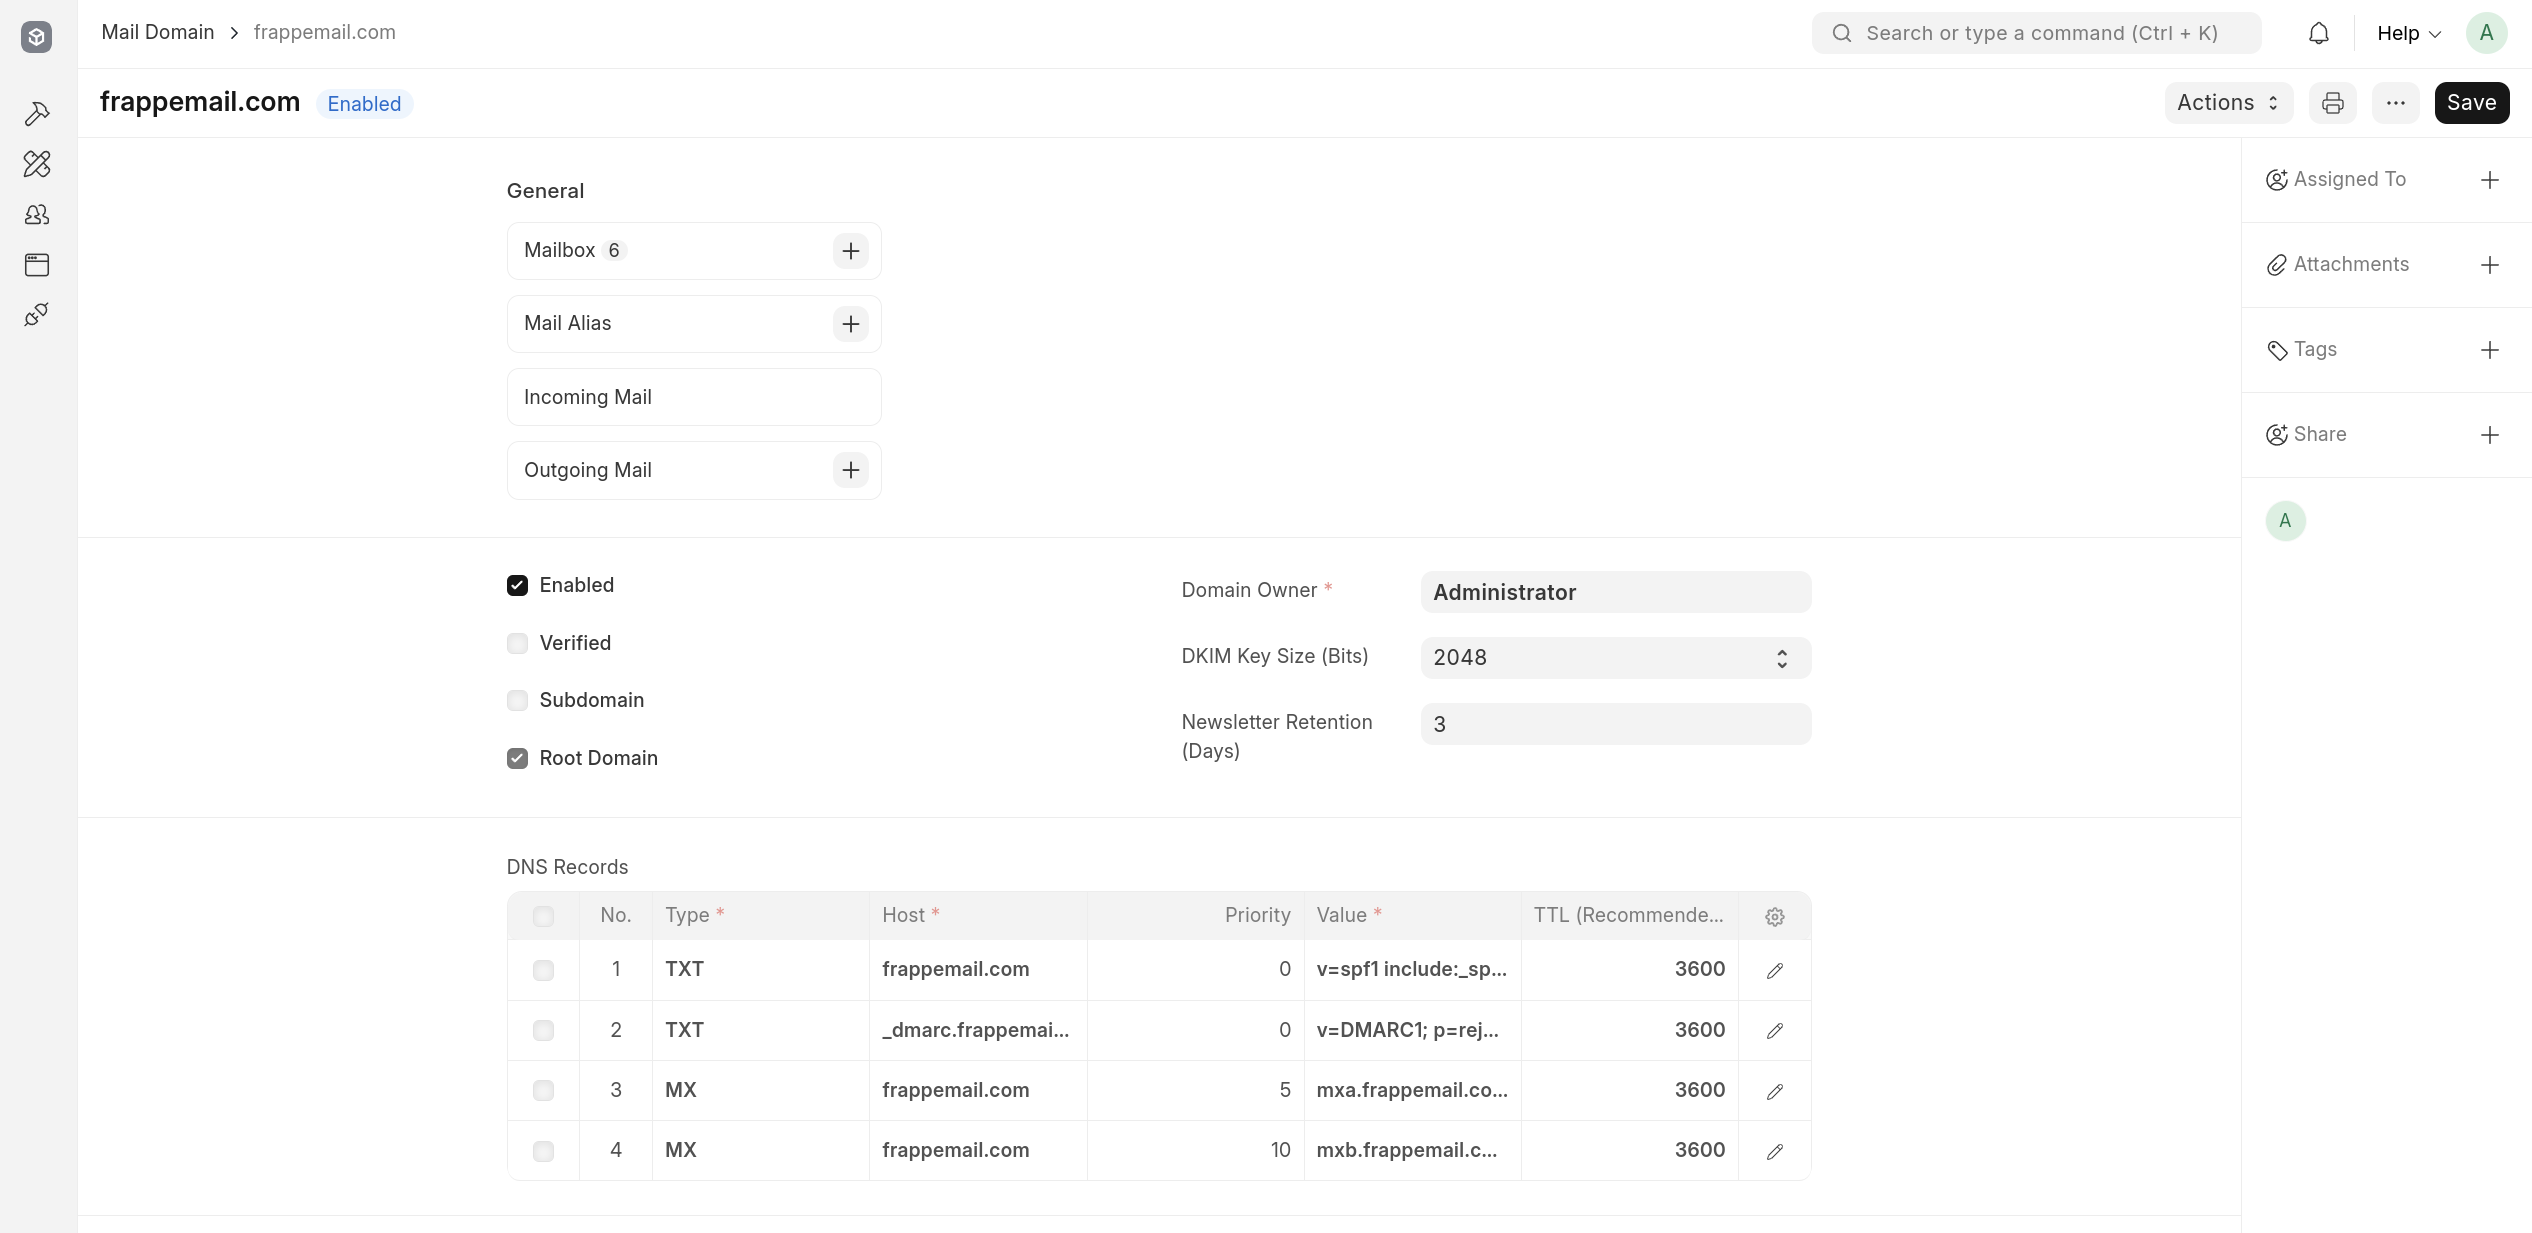 Mail Domain > frappemail.com
Search or type a command (Ctrl + K)
Help
A
frappemail.com
Enabled
Actions
Save
General
Mailbox 6
Mail Alias
Incoming Mail
Outgoing Mail
Assigned To
Attachments
Tags
Share
A
Enabled
Verified
Subdomain
Root Domain
Domain Owner *
Administrator
DKIM Key Size (Bits)
2048
Newsletter Retention
(Days)
3
DNS Records
No. Type * Host * Priority Value * TTL (Recommende...
1 TXT frappemail.com 0 v=spf1 include:_sp... 3600
2 TXT _dmarc.frappemai... 0 v=DMARC1; p=rej... 3600
3 MX frappemail.com 5 mxa.frappemail.co... 3600
4 MX frappemail.com 10 mxb.frappemail.c... 3600